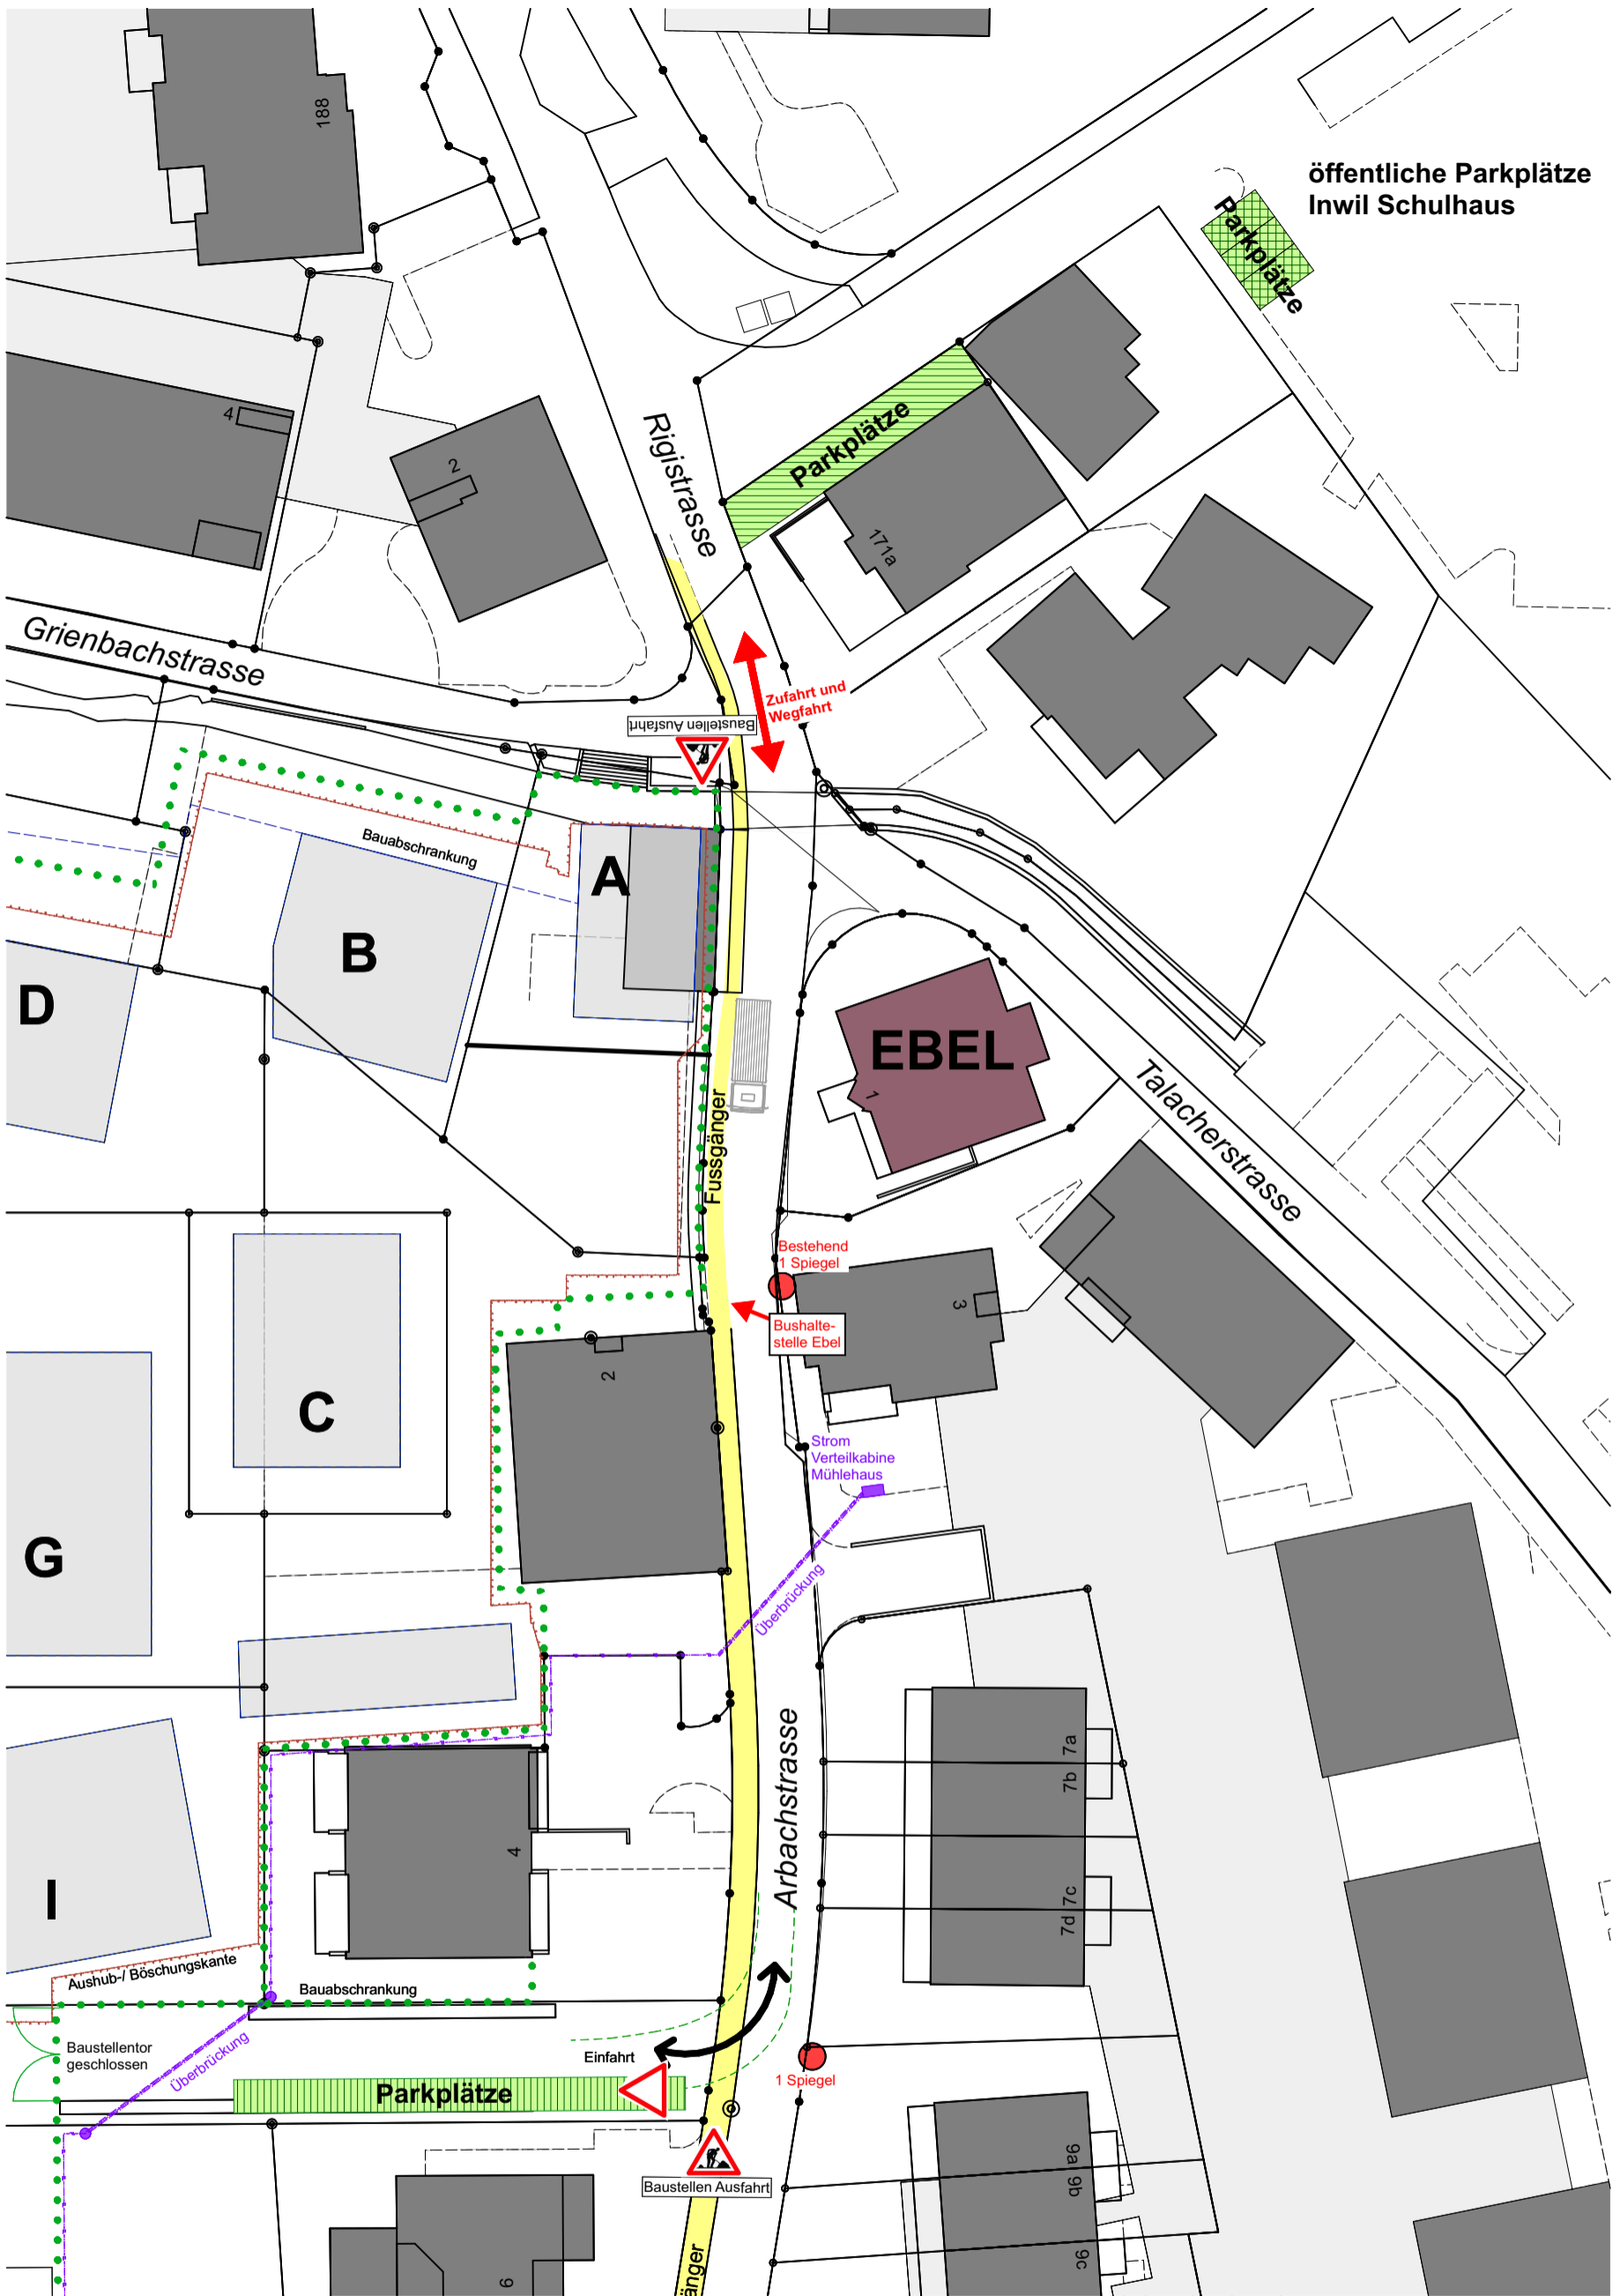 188
öffentliche Parkplätze
Inwil Schulhaus
Parkplätze
4
2
Rigistrasse
Parkplätze
171a
Grienbachstrasse
Zufahrt und
Wegfahrt
Baustellen Ausfahrt
Bauabschrankung
A
B
D
EBEL
1
Fussgänger
Talacherstrasse
Bestehend
1 Spiegel
3
Bushalte-
stelle Ebel
2
C
Strom
Verteilkabine
Mühlehaus
G
Überbrückung
Arbachstrasse
7a
7b
4
7c
7d
I
Aushub-/ Böschungskante
Bauabschrankung
Baustellentor
geschlossen
Überbrückung
Einfahrt
1 Spiegel
Parkplätze
Baustellen Ausfahrt
9a
9b
änger
9c